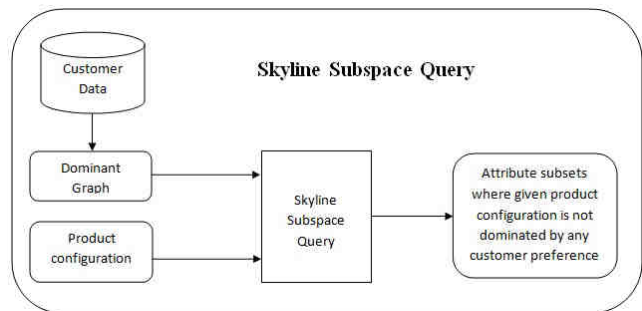 Skyline Subspace Query
Customer
Data
Dominant
Graph
Product
configuration
Skyline
Subspace
Query
Attribute subsets
where given product
configuration is not
dominated by any
customer preference